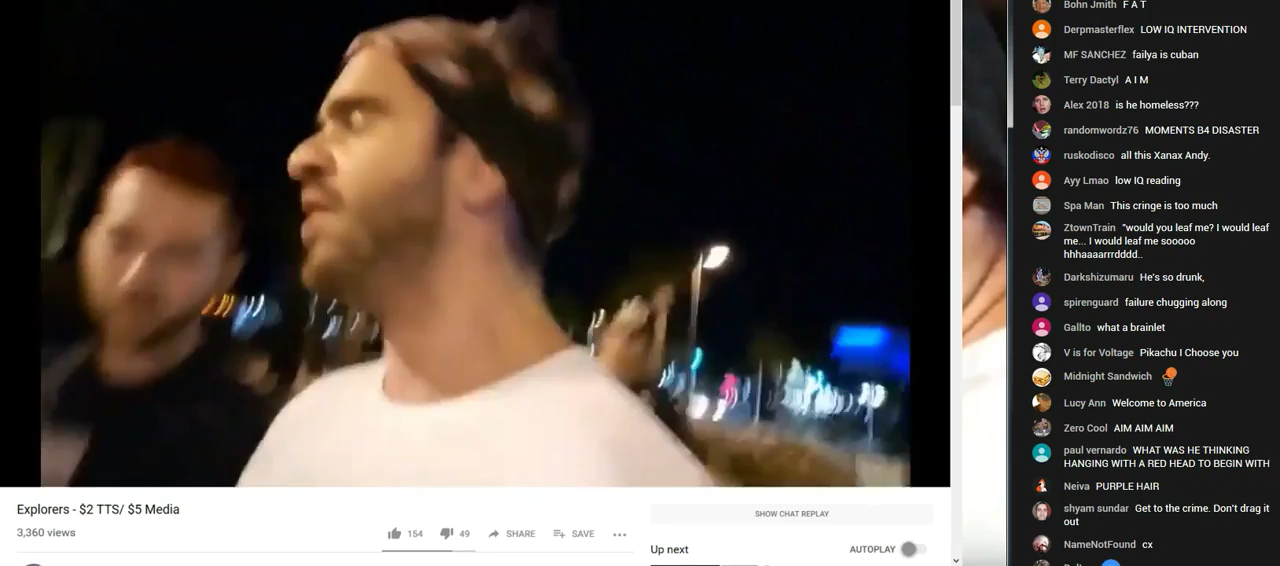 Explorers - $2 TTS/ $5 Media
3,360 views
154
49
SHARE
SAVE
SHOW CHAT REPLAY
Up next
AUTOPLAY
Bohn Jmith F A T
Derpmasterflex LOW IQ INTERVENTION
MF SANCHEZ failya is cuban
Terry Dactyl A I M
Alex 2018 is he homeless???
randomwordz76 MOMENTS B4 DISASTER
ruskodisco all this Xanax Andy.
Ayy Lmao low IQ reading
Spa Man This cringe is too much
ZtownTrain "would you leaf me? I would leaf
me... I would leaf me sooooo
hhhaaaarrrdddd..
Darkshizumaru He's so drunk,
spirenguard failure chugging along
Gallto what a brainlet
V is for Voltage Pikachu I Choose you
Midnight Sandwich
Lucy Ann Welcome to America
Zero Cool AIM AIM AIM
paul vernardo WHAT WAS HE THINKING
HANGING WITH A RED HEAD TO BEGIN WITH
Neiva PURPLE HAIR
shyam sundar Get to the crime. Don't drag it
out
NameNotFound cx